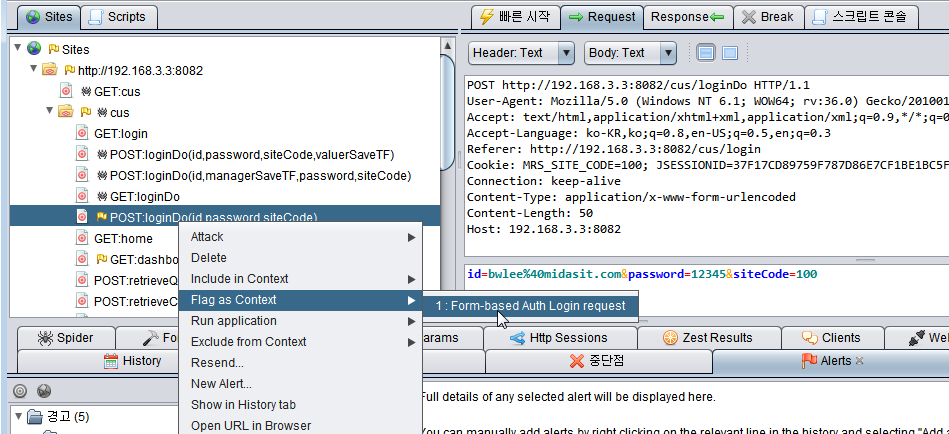 Sites
Scripts
Sites
http://192.168.3.3:8082
GET:cus
cus
GET:login
POST:loginDo(id,password,siteCode,valuerSaveTF)
POST:loginDo(id,managerSaveTF,password,siteCode)
GET:loginDo
POST:loginDo(id,password,siteCode)
GET:home
GET:dashbo
POST:retrieveQ
POST:retrieveC
Attack
Delete
Include in Context
Flag as Context
Run application
Exclude from Context
Resend...
New Alert...
Show in History tab
Open URL in Browser
1 : Form-based Auth Login request
빠른 시작
Request
Response
Break
스크립트 콘솔
Header: Text
Body: Text
POST http://192.168.3.3:8082/cus/loginDo HTTP/1.1
User-Agent: Mozilla/5.0 (Windows NT 6.1; WOW64; rv:36.0) Gecko/201001
Accept: text/html,application/xhtml+xml,application/xml;q=0.9,*/*;q=0
Accept-Language: ko-KR,ko;q=0.8,en-US;q=0.5,en;q=0.3
Referer: http://192.168.3.3:8082/cus/login
Cookie: MRS_SITE_CODE=100; JSESSIONID=37F17CD89759F787D86E7CF1BE1BC5F
Connection: keep-alive
Content-Type: application/x-www-form-urlencoded
Content-Length: 50
Host: 192.168.3.3:8082
id=bwlee%40midasit.com&password=12345&siteCode=100
Spider
Fo
arams
Http Sessions
Zest Results
Clients
We
History
중단점
Alerts
경고 (5)
Full details of any selected alert will be displayed here.
You can manually add alerts by right clicking on the relevant line in the history and selecting "Add a